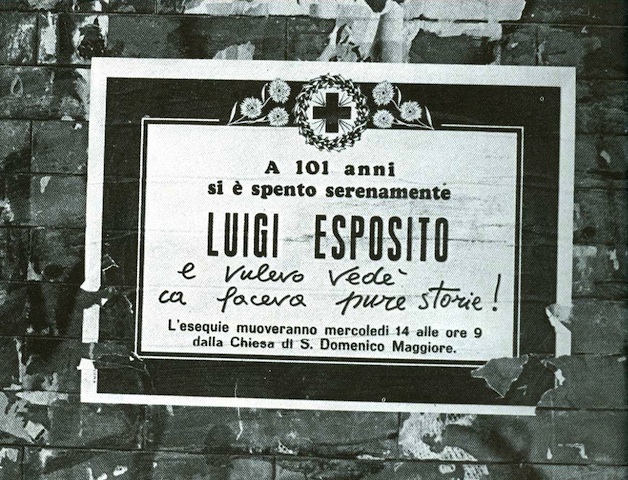 A 101 anni
si è spento serenamente
LUIGI ESPOSITO
e vulevo vedè
ca faceva pure storie!
L'esequie muoveranno mercoledi 14 alle ore 9
dalla Chiesa di S. Domenico Maggiore.